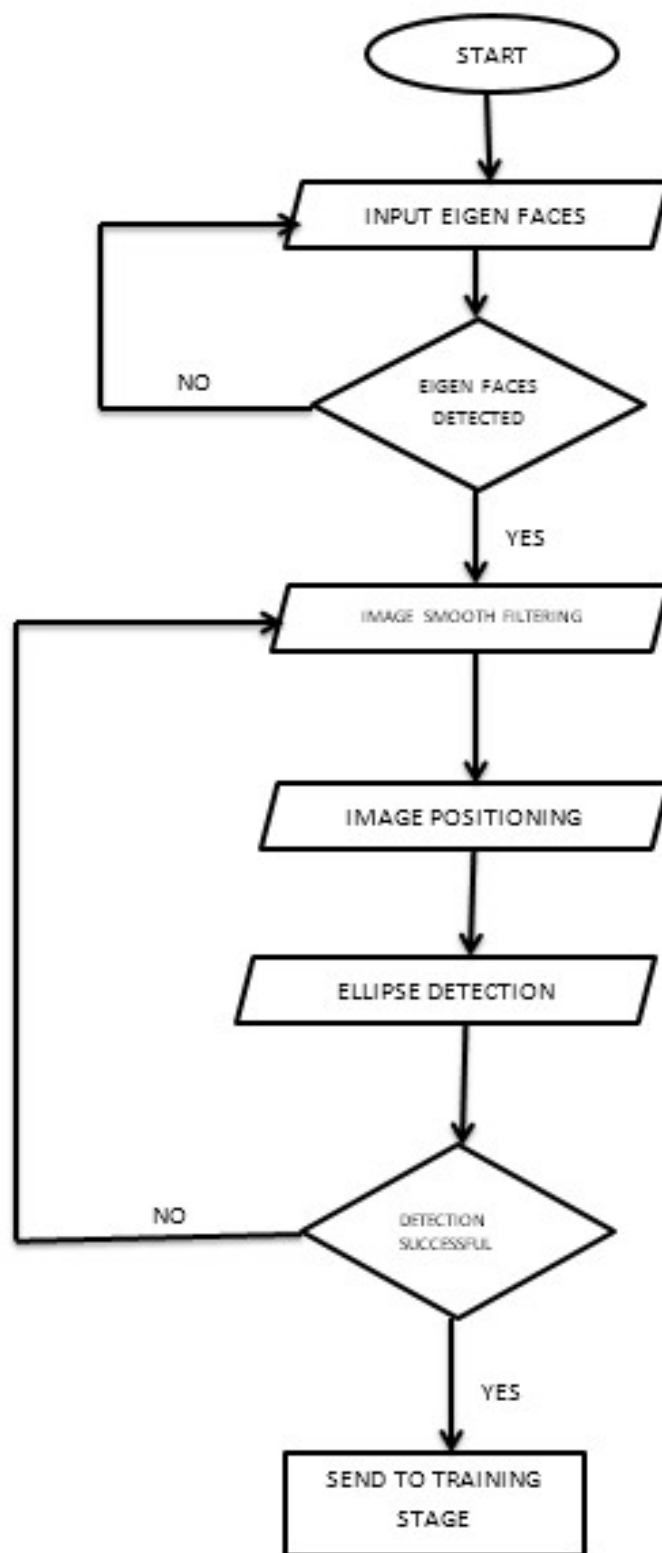 START
INPUT EIGEN FACES
NO
EIGEN FACES
DETECTED
YES
IMAGE SMOOTH FILTERING
IMAGE POSITIONING
ELLIPSE DETECTION
NO
DETECTION
SUCCESSFUL
YES
SEND TO TRAINING
STAGE